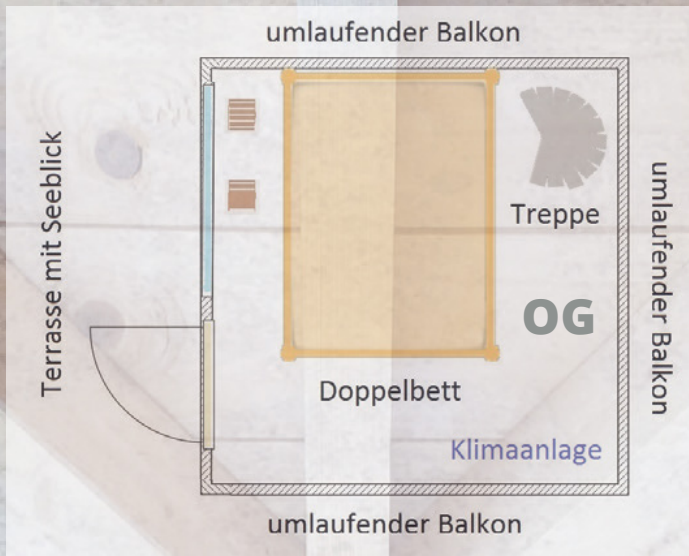 umlaufender Balkon
Terrasse mit Seeblick
Treppe
umlaufender Balkon
OG
Doppelbett
Klimaanlage
umlaufender Balkon